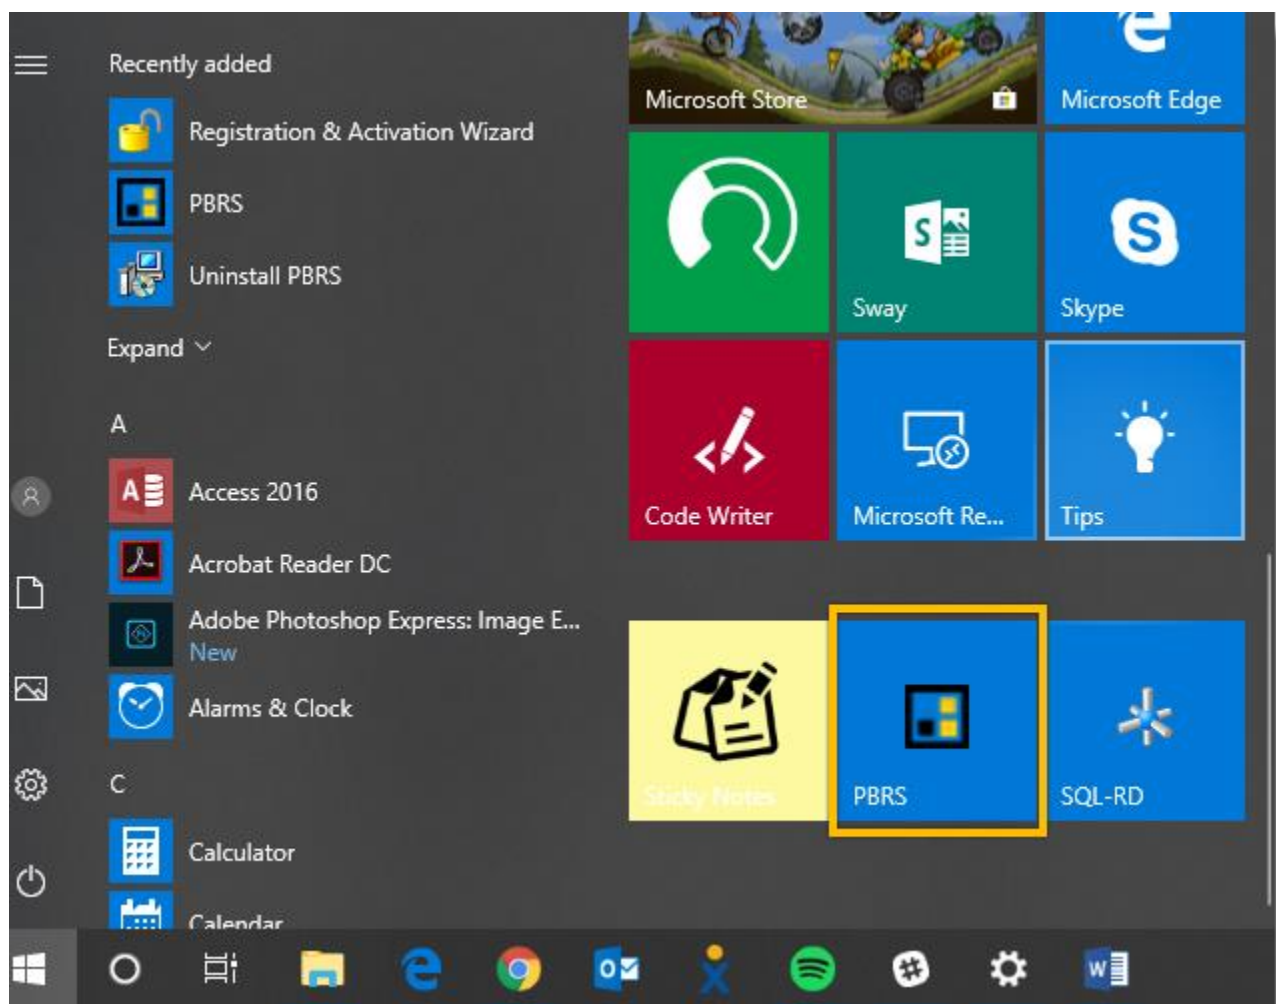 Recently added
Registration & Activation Wizard
PBRS
Uninstall PBRS
Expand
A
Access 2016
Acrobat Reader DC
Adobe Photoshop Express: Image E...
New
Alarms & Clock
C
Calculator
Calendar
Microsoft Store
Microsoft Edge
Sway
Skype
Code Writer
Microsoft Re...
Tips
Sticky Notes
PBRS
SQL-RD